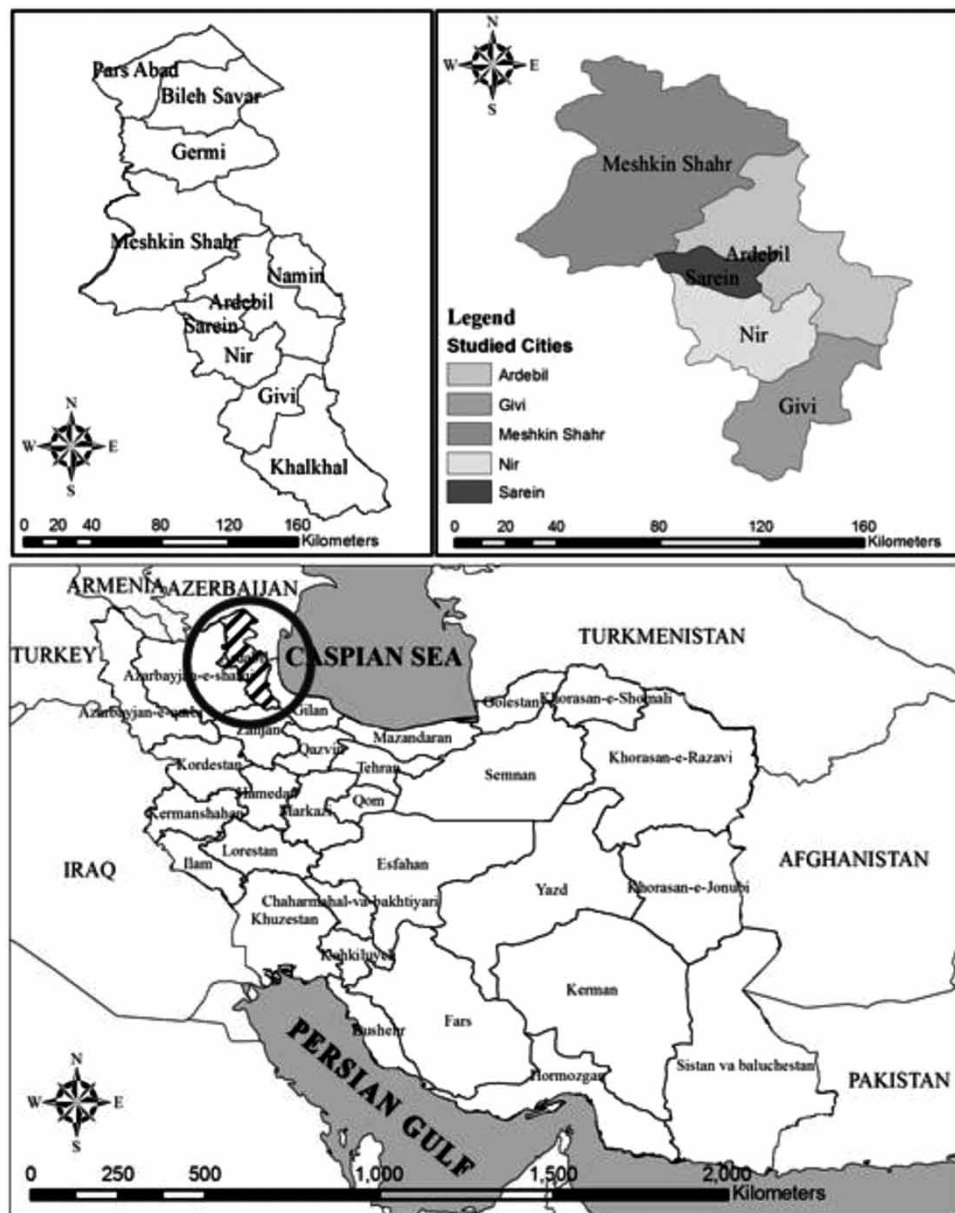 N
W E
S
Pars Abad
Bileh Savar
Germi
Meshkin Shahr
Namin
Ardebil
Sarein
Nir
Givi
Khalkhal
N
W E
S
0 20 40 80 120 160
Kilometers
N
W E
S
Meshkin Shahr
Ardebil
Sarein
Nir
Givi
Legend
Studied Cities
Ardebil
Givi
Meshkin Shahr
Nir
Sarein
0 20 40 80 120 160
Kilometers
ARMENIA
AZERBAIJAN
TURKEY
CASPIAN SEA
TURKMENISTAN
Gilan
Zanjan
Qazvin
Mazandaran
Golestan
Khorasan-e-Shomali
Khorasan-e-Razavi
Kordestan
Tehran
Semnan
Hamedan
Qom
Markazi
Kermanshahan
Lorestan
Ilam
Esfahan
IRAQ
AFGHANISTAN
Yazd
Khorasan-e-Jonubi
Chaharmahal-va-bakhtiyari
Khuzestan
Kohkiluyeh
Kerman
Fars
Bushehr
Hormozgan
Sistan va baluchestan
PAKISTAN
PERSIAN GULF
N
W E
S
0 250 500 1,000 1,500 2,000
Kilometers